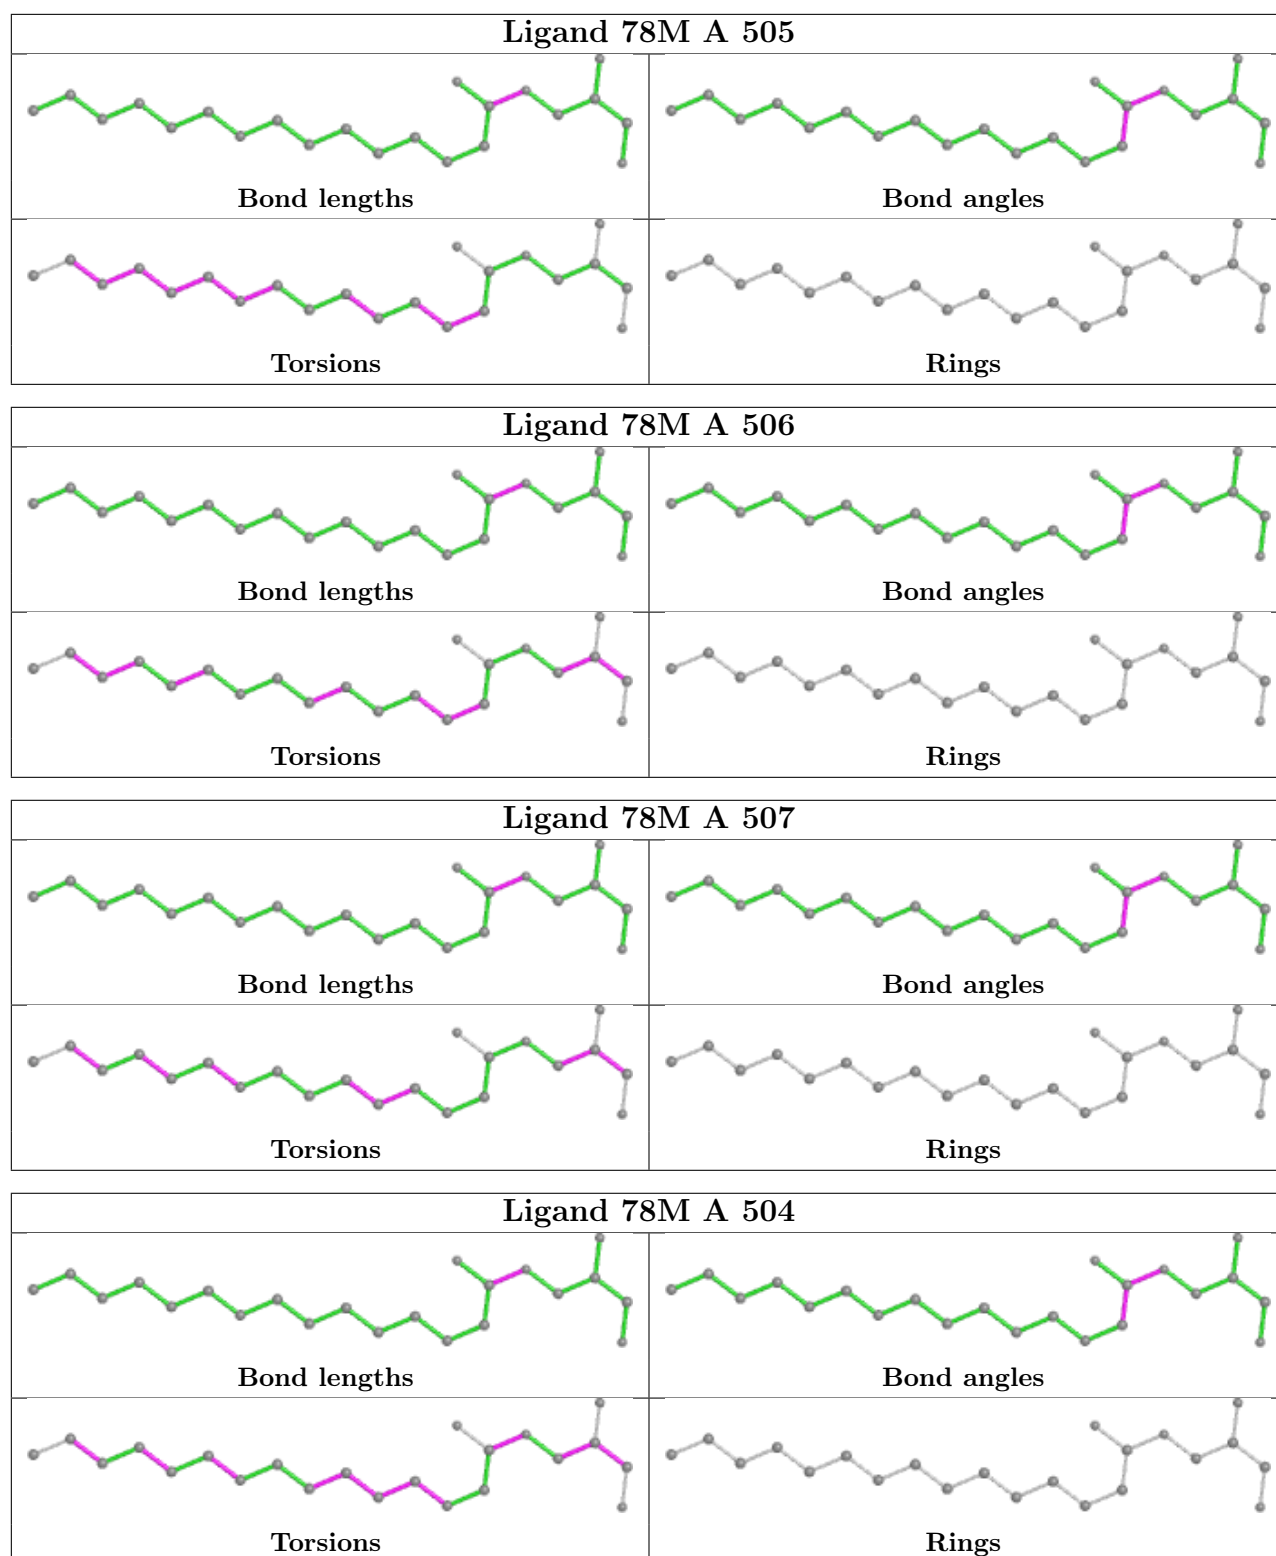 Ligand 78M A 505
Bond lengths
Bond angles
Torsions
Rings
Ligand 78M A 506
Bond lengths
Bond angles
Torsions
Rings
Ligand 78M A 507
Bond lengths
Bond angles
Torsions
Rings
Ligand 78M A 504
Bond lengths
Bond angles
Torsions
Rings